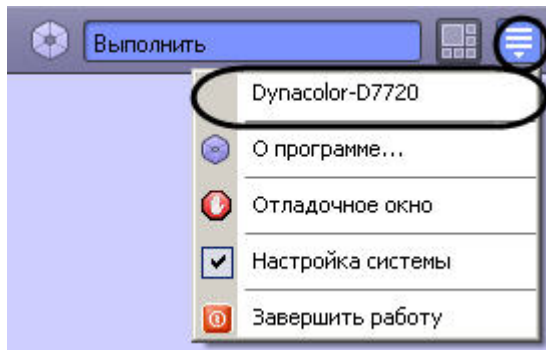 Выполнить
Dynacolor-D7720
О программе...
Отладочное окно
Настройка системы
Завершить работу